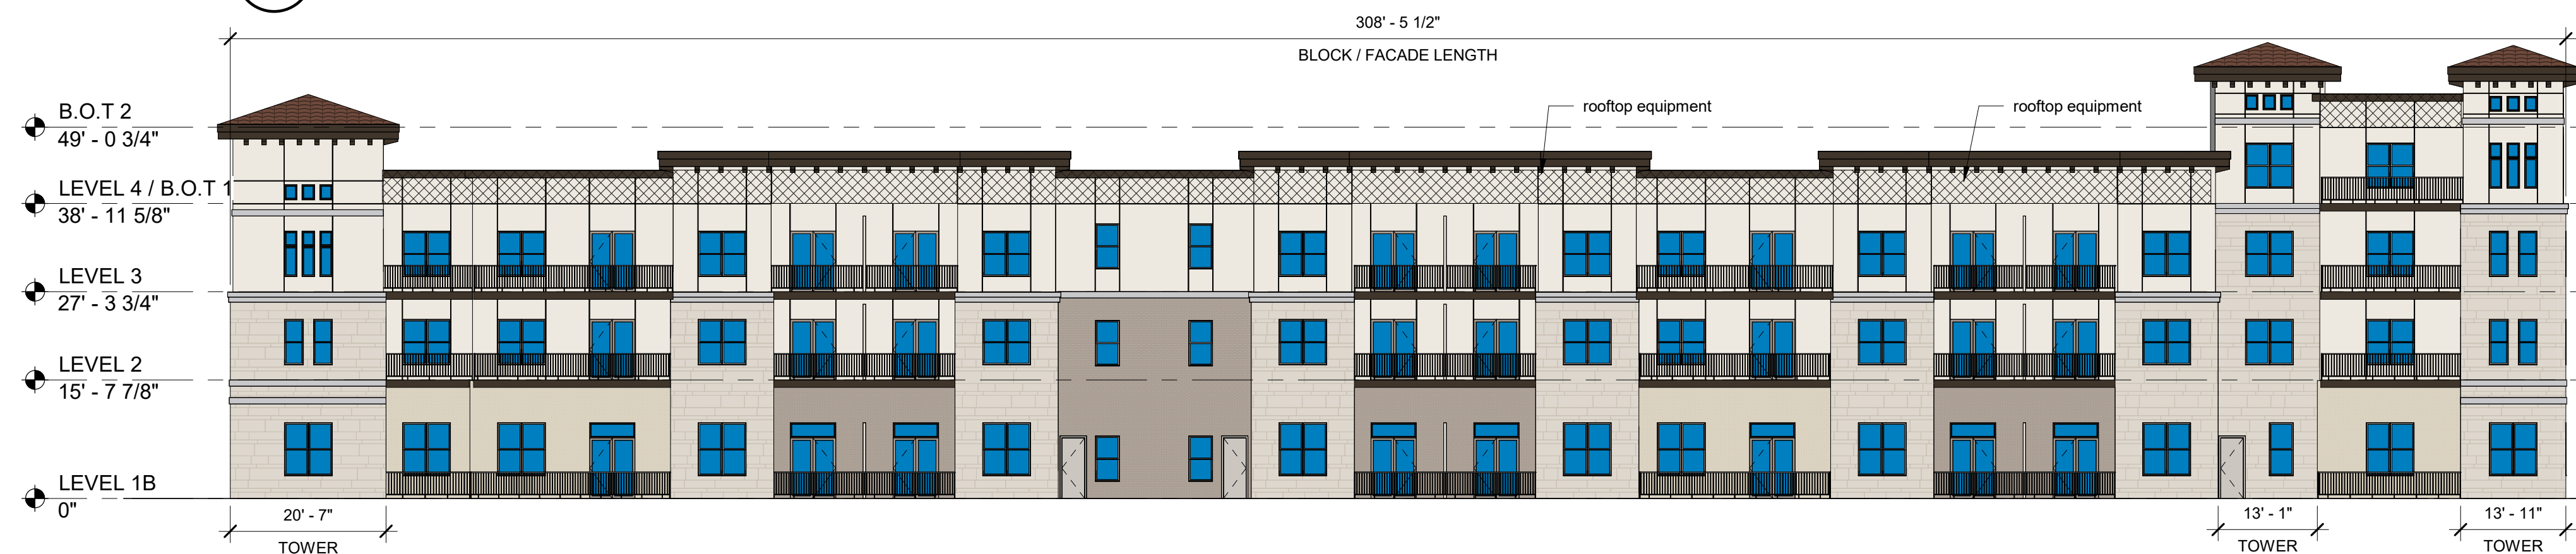 308' - 5 1/2"
BLOCK / FACADE LENGTH
rooftop equipment
rooftop equipment
B.O.T 2
49' - 0 3/4"
LEVEL 4 / B.O.T 1
38' - 11 5/8"
LEVEL 3
27' - 3 3/4"
LEVEL 2
15' - 7 7/8"
LEVEL 1B
0"
20' - 7"
TOWER
13' - 1"
TOWER
13' - 11"
TOWER